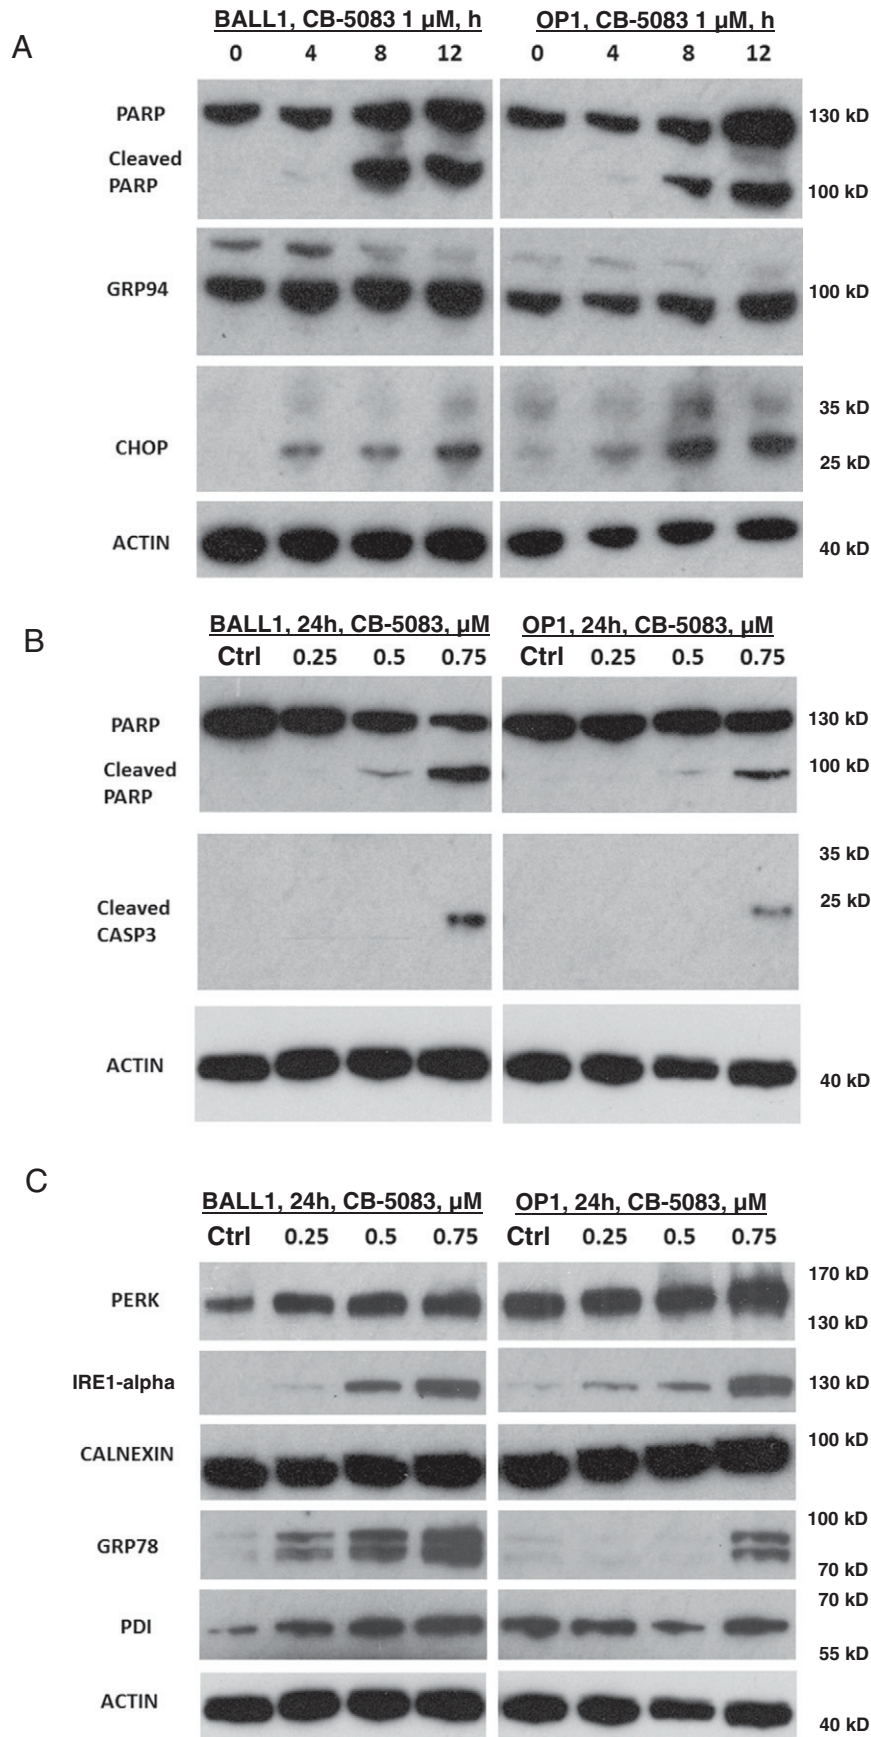 A
BALL1, CB-5083 1 µM, h
OP1, CB-5083 1 µM, h
0 4 8 12
0 4 8 12
PARP
130 kD
Cleaved
PARP
100 kD
GRP94
100 kD
35 kD
CHOP
25 kD
ACTIN
40 kD
B
BALL1, 24h, CB-5083, µM
OP1, 24h, CB-5083, µM
Ctrl 0.25 0.5 0.75
Ctrl 0.25 0.5 0.75
PARP
130 kD
Cleaved
PARP
100 kD
35 kD
25 kD
Cleaved
CASP3
ACTIN
40 kD
C
BALL1, 24h, CB-5083, µM
OP1, 24h, CB-5083, µM
Ctrl 0.25 0.5 0.75
Ctrl 0.25 0.5 0.75
170 kD
PERK
130 kD
IRE1-alpha
130 kD
CALNEXIN
100 kD
100 kD
GRP78
70 kD
70 kD
PDI
55 kD
ACTIN
40 kD